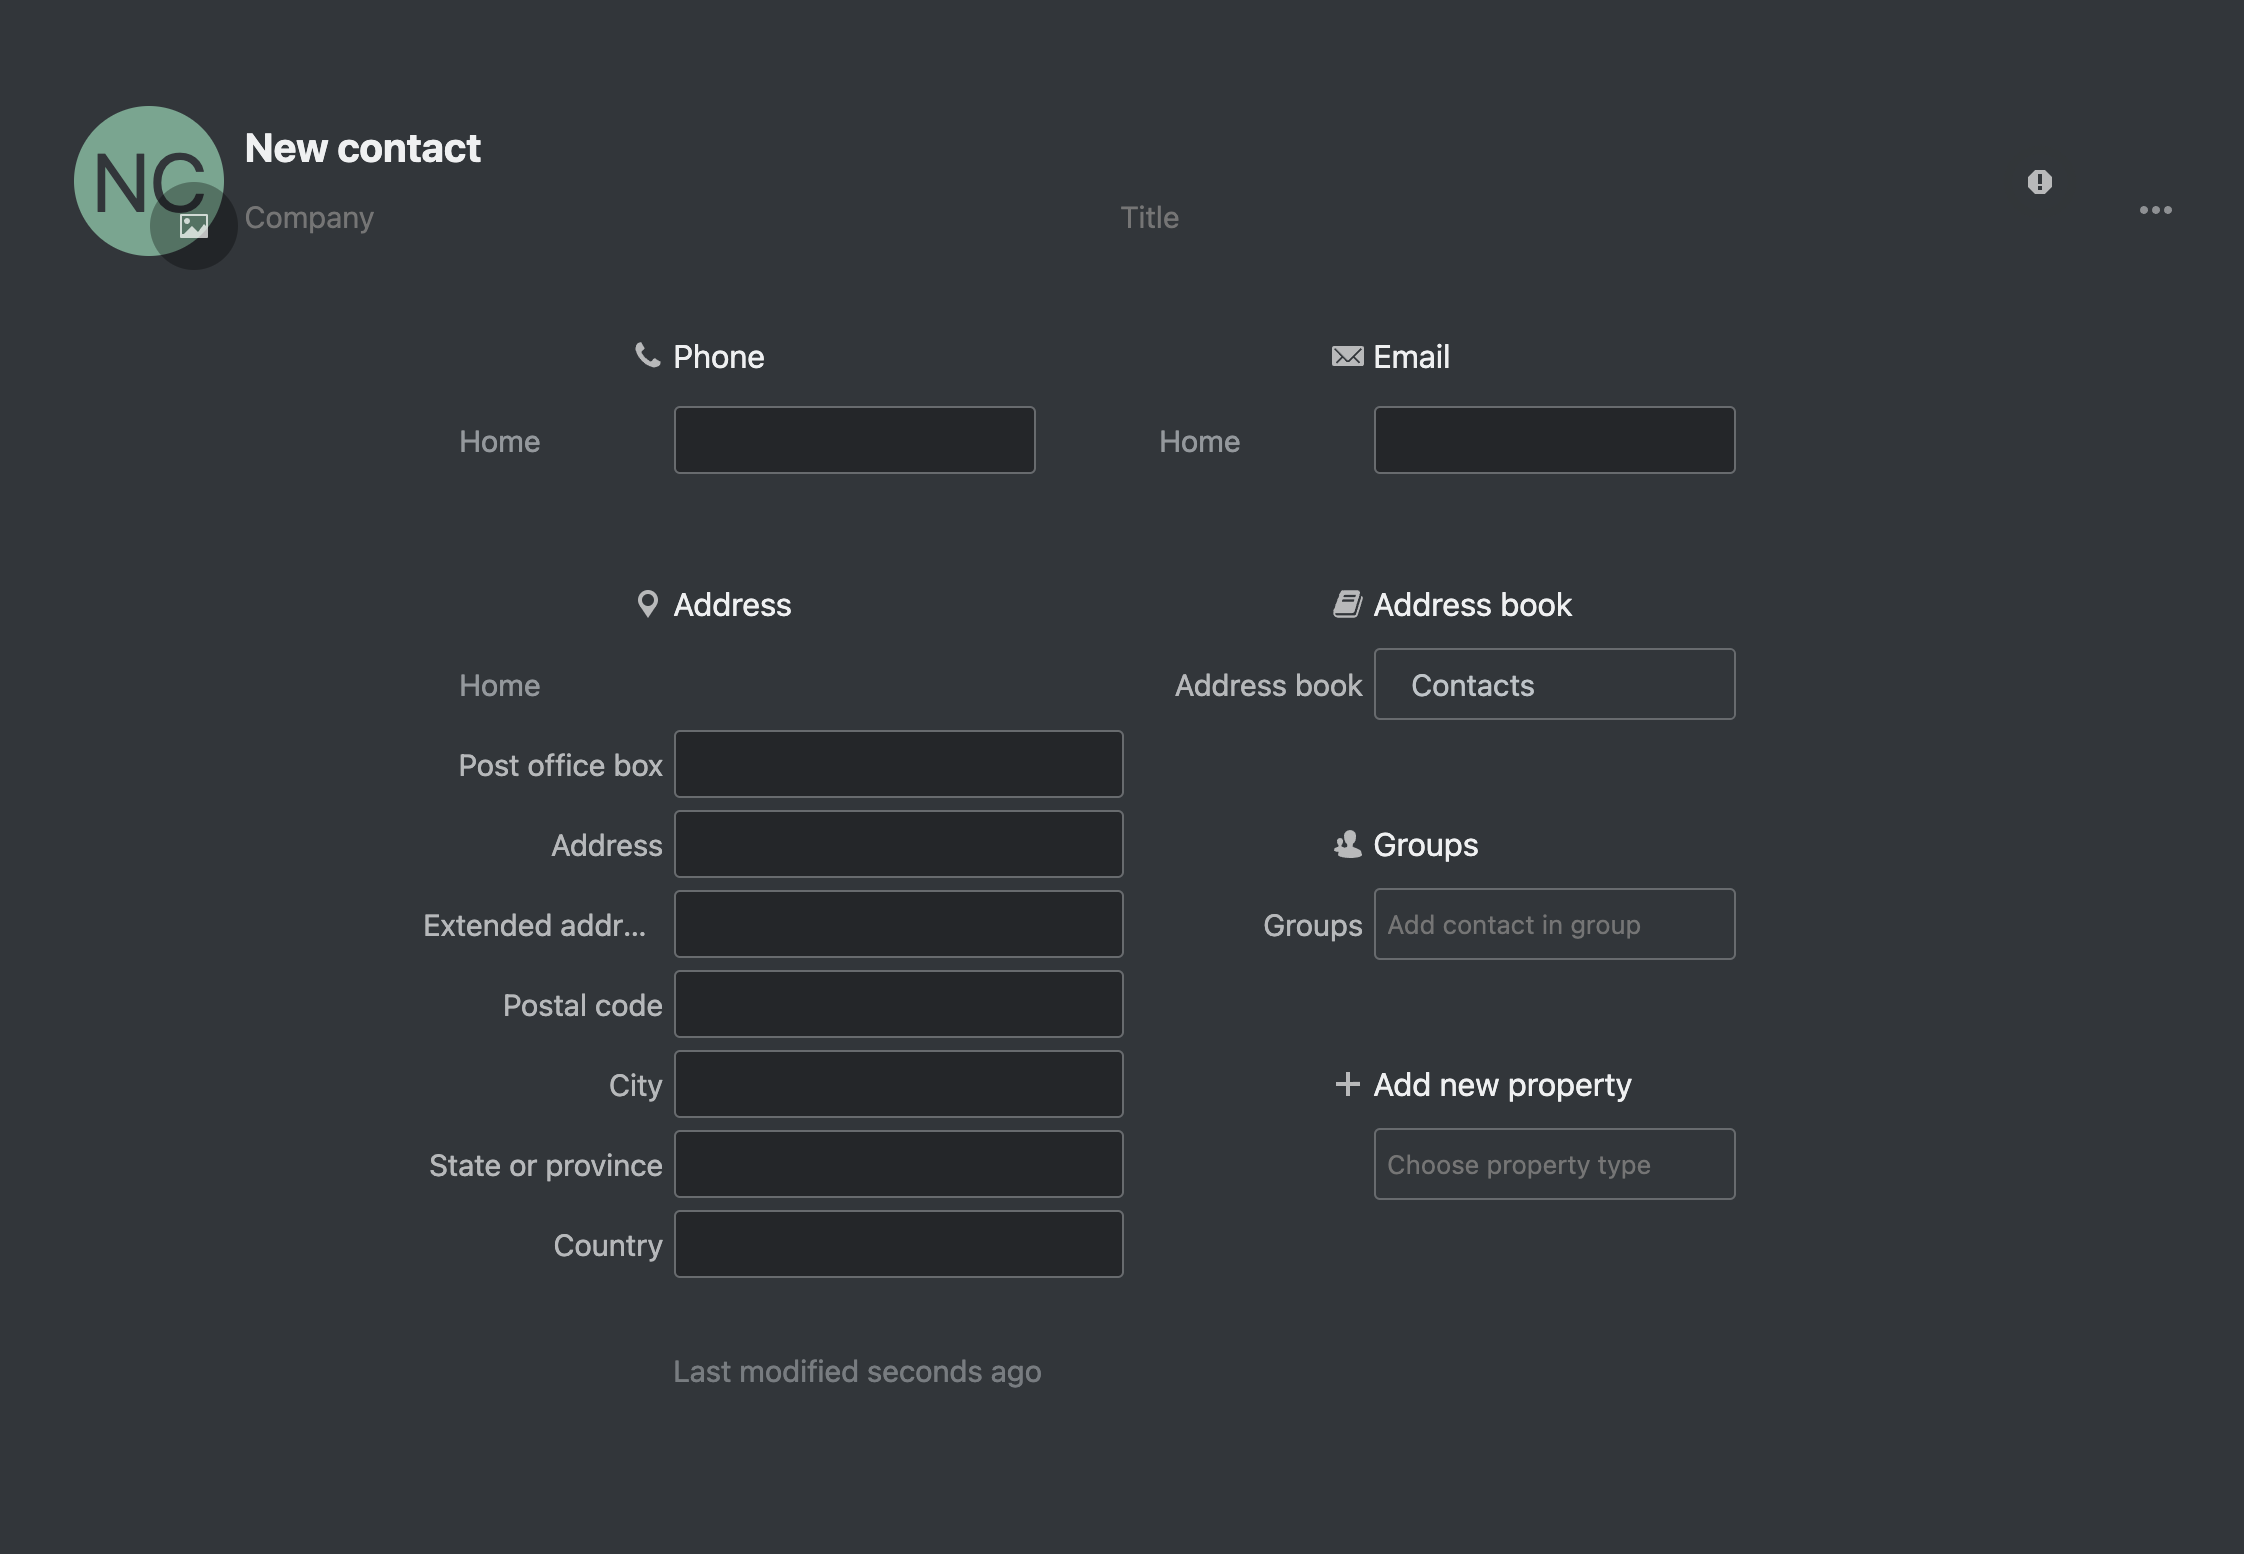 NC
New contact
Company
Title
Phone
Email
Home
Home
Address
Address book
Home
Address book
Contacts
Post office box
Address
Groups
Extended addr...
Groups
Add contact in group
Postal code
City
Add new property
State or province
Choose property type
Country
Last modified seconds ago